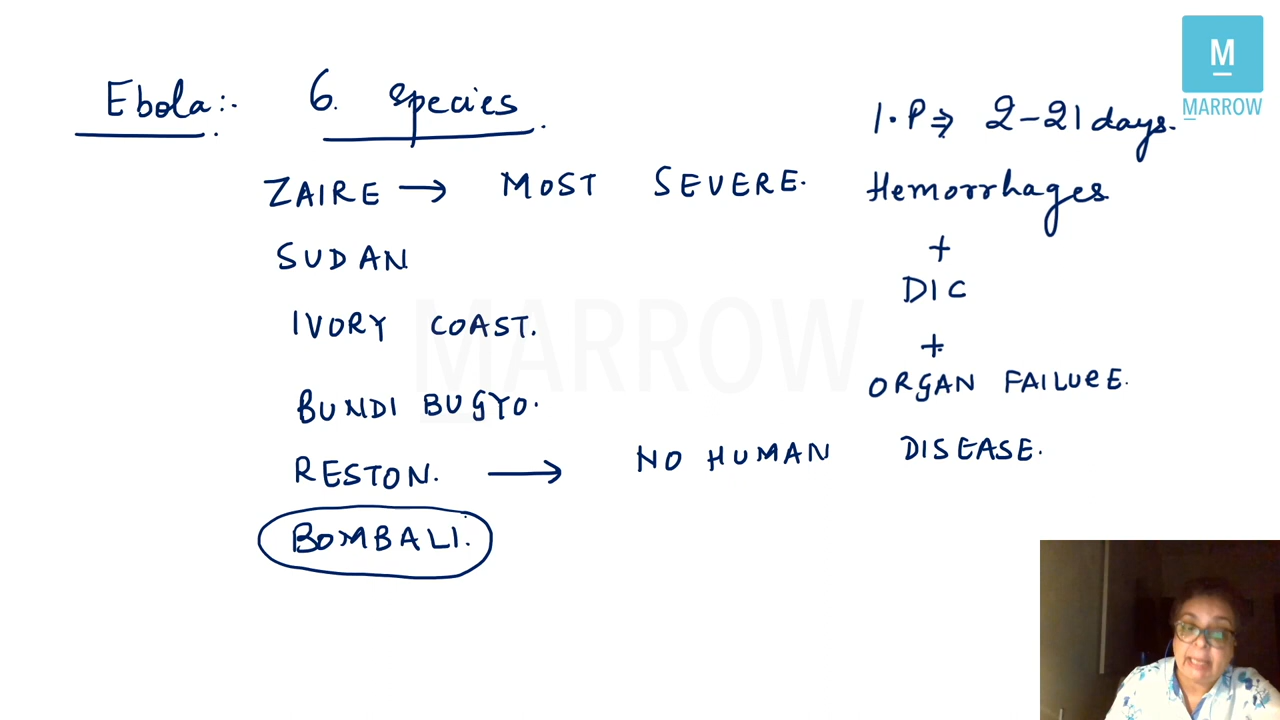 Ebola:-
6. Species.
ZAIRE → MOST SEVERE.
SUDAN
IVORY COAST.
BUNDI BUGYO.
RESTON. → NO HUMAN DISEASE.
BOMBALI.
I.P ⇒ 2-21 days.
Hemorrhages
+
DIC
+
ORGAN FAILURE.
M
MARROW
MARROW